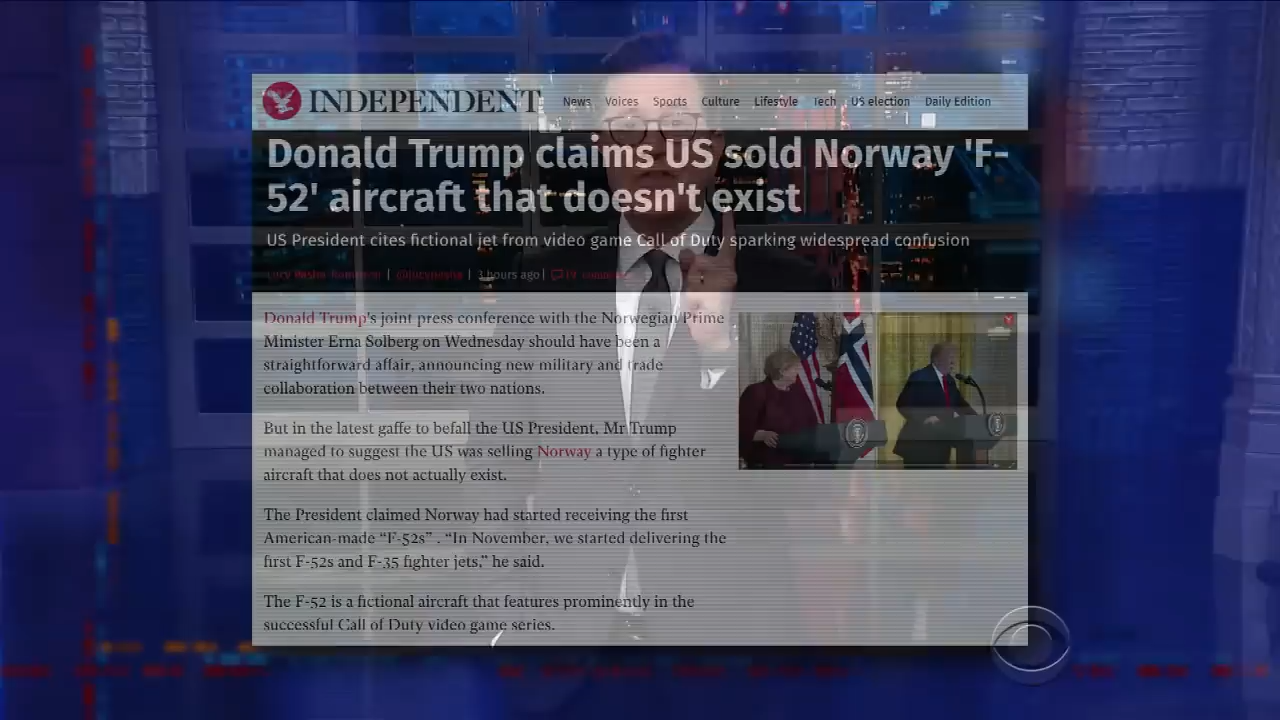 INDEPENDENT
News Voices Sports Culture Lifestyle Tech US election Daily Edition
Donald Trump claims US sold Norway 'F-
52' aircraft that doesn't exist
US President cites fictional jet from video game Call of Duty sparking widespread confusion
| | 3 hours ago |
Donald Trump's joint press conference with the Norwegian Prime
Minister Erna Solberg on Wednesday should have been a
straightforward affair, announcing new military and trade
collaboration between their two nations.
But in the latest gaffe to befall the US President, Mr Trump
managed to suggest the US was selling Norway a type of fighter
aircraft that does not actually exist.
The President claimed Norway had started receiving the first
American-made “F-52s” . “In November, we started delivering the
first F-52s and F-35 fighter jets,” he said.
The F-52 is a fictional aircraft that features prominently in the
successful Call of Duty video game series.